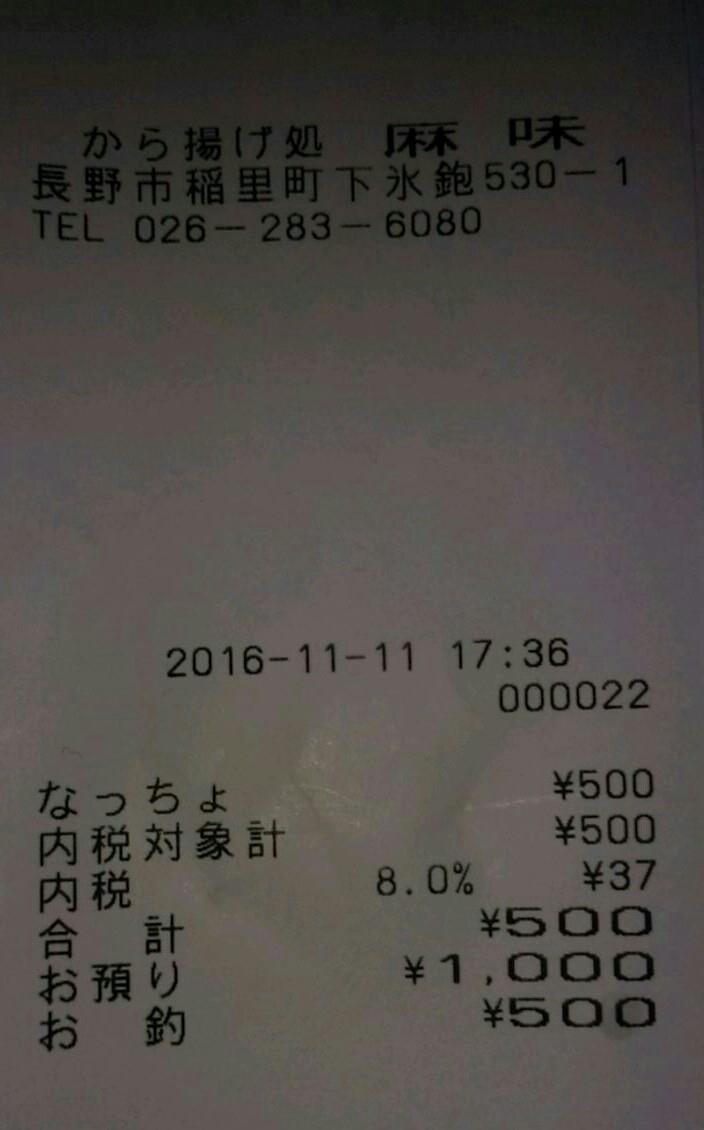 から揚げ処 麻味
長野市稲里町下氷鉋530－1
TEL 026－283－6080
2016-11-11 17:36
000022
なっちょ ¥500
内税対象計 ¥500
内税 8.0% ¥37
合計 ¥500
お預り ¥1,000
お釣 ¥500